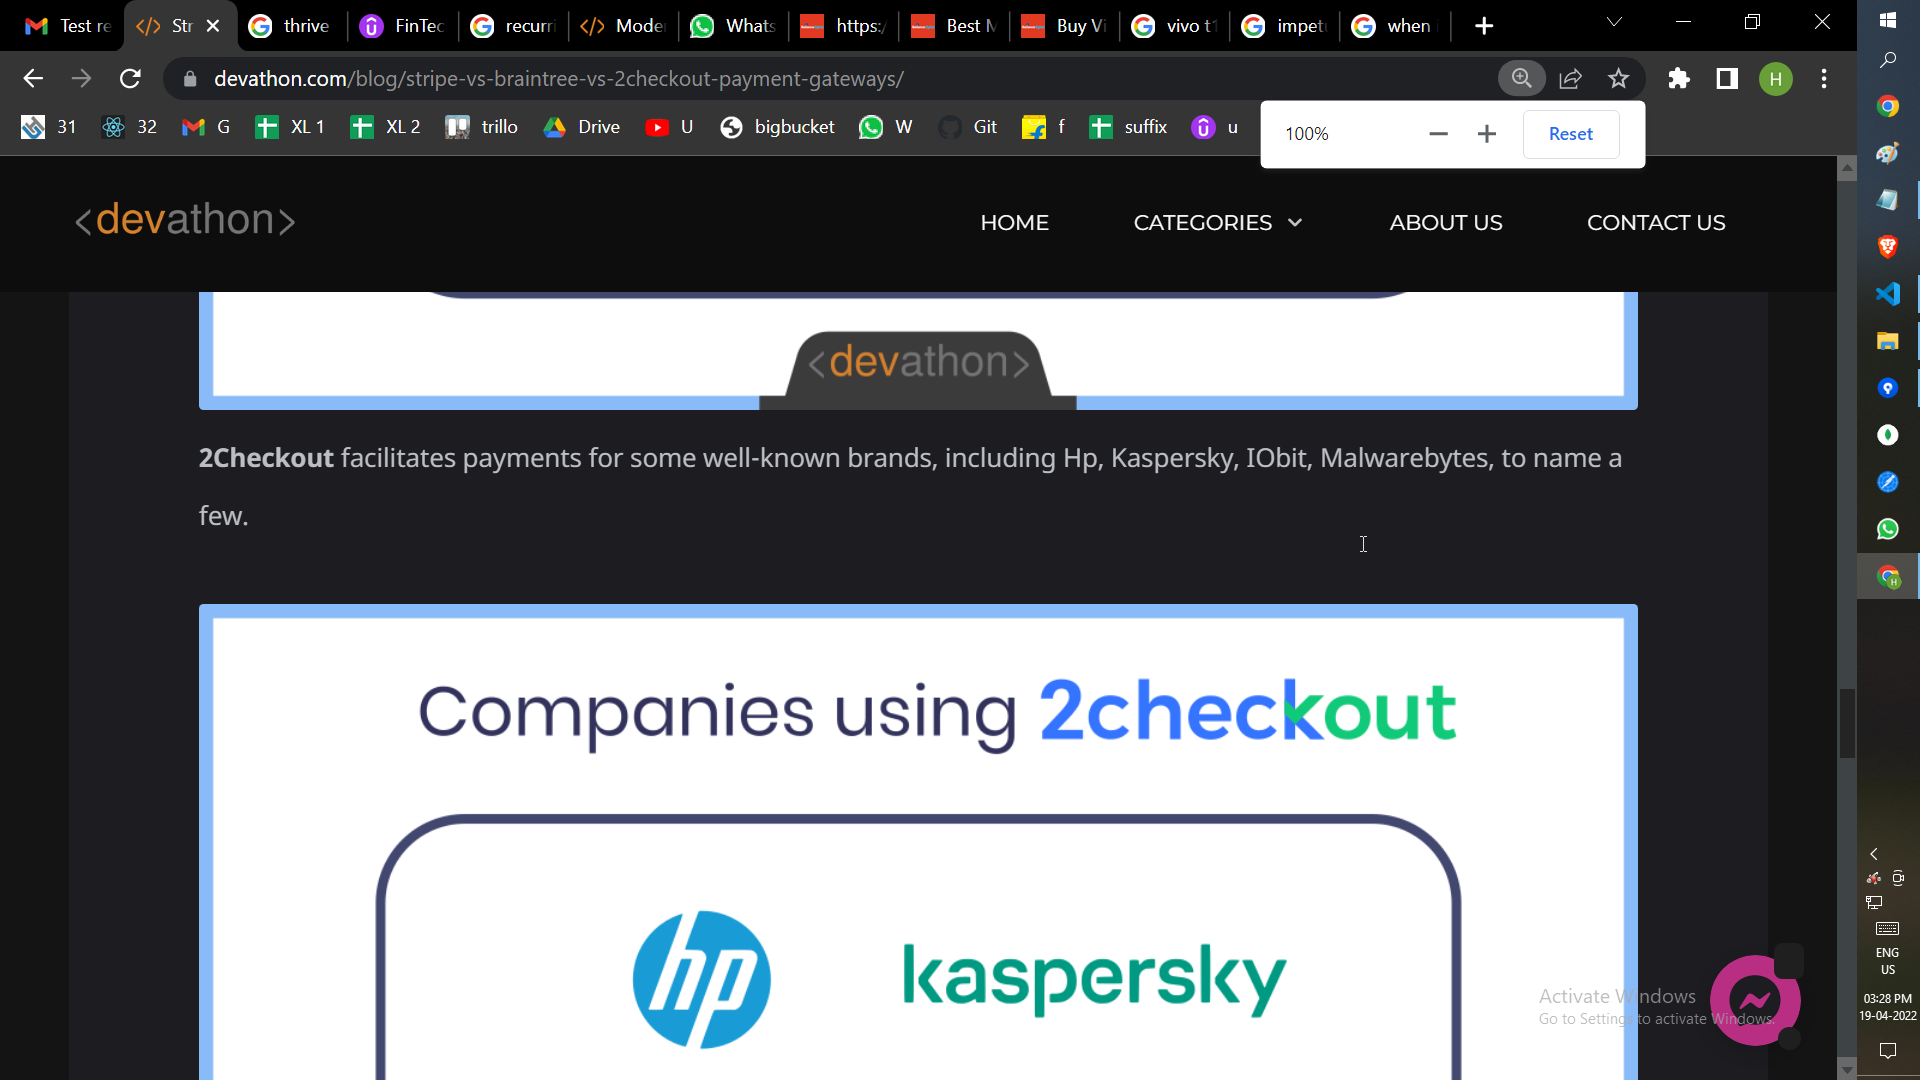 Test re
Str
thrive
FinTec
recurri
Moder
Whats
https:/
Best M
Buy Vi
vivo t1
impetu
when
devathon.com/blog/stripe-vs-braintree-vs-2checkout-payment-gateways/
H
31
32
G
XL 1
XL 2
trillo
Drive
U
bigbucket
W
Git
f
suffix
u
100%
Reset
<devathon>
HOME
CATEGORIES
ABOUT US
CONTACT US
<devathon>
2Checkout facilitates payments for some well-known brands, including Hp, Kaspersky, IObit, Malwarebytes, to name a
few.
Companies using 2checkout
hp
kaspersky
Activate Windows
Go to Settings to activate Windows.
ENG
US
03:28 PM
19-04-2022